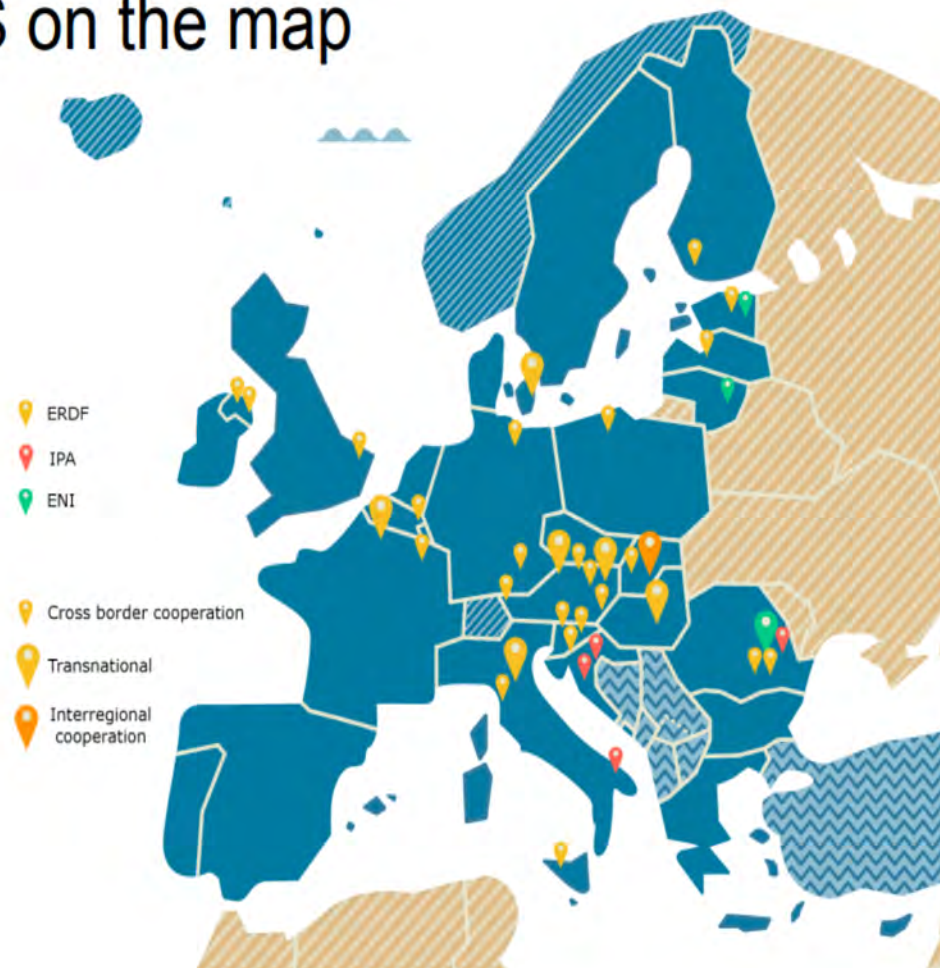 on the map
ERDF
IPA
ENI
Cross border cooperation
Transnational
Interregional
cooperation